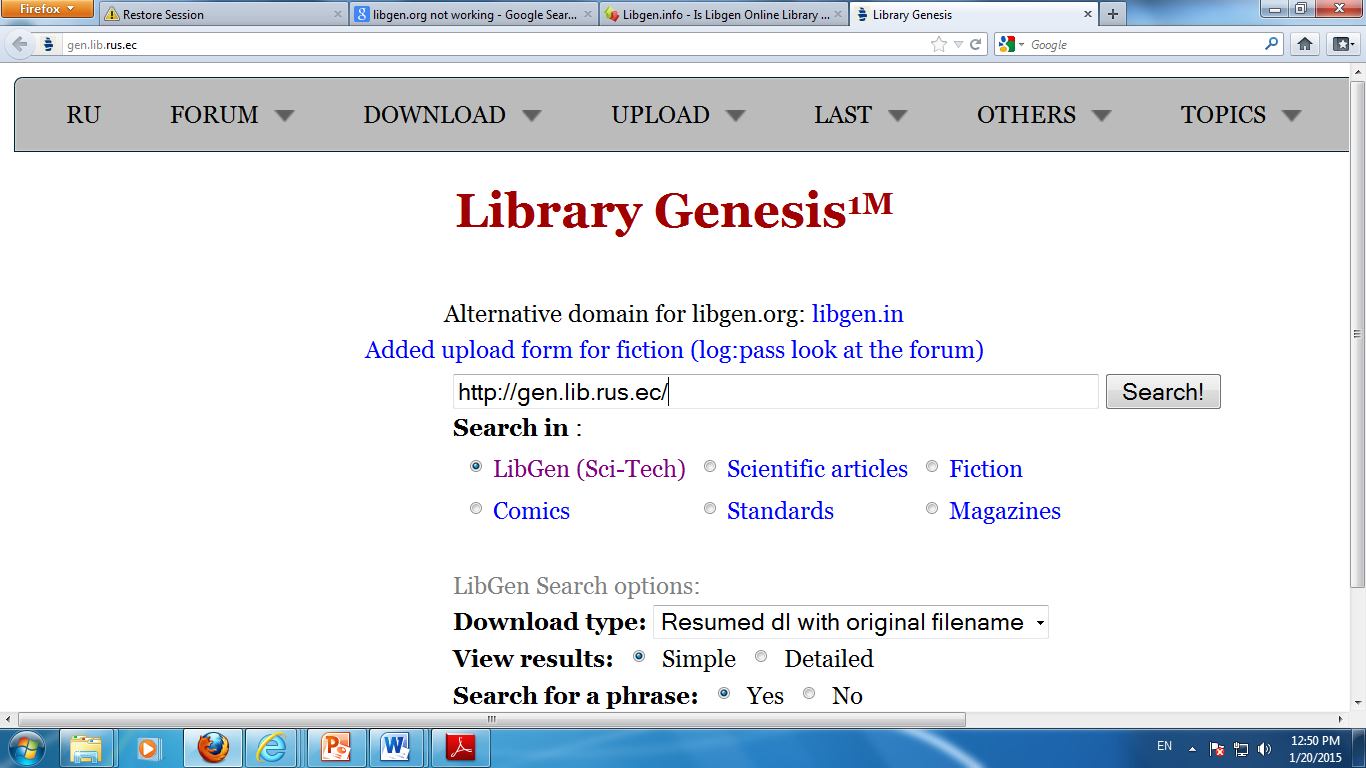 Firefox
Restore Session
libgen.org not working - Google Sear...
Libgen.info - Is Libgen Online Library ...
Library Genesis
gen.lib.rus.ec
Google
RU FORUM DOWNLOAD UPLOAD LAST OTHERS TOPICS
Library Genesis1M
Alternative domain for libgen.org: libgen.in
Added upload form for fiction (log:pass look at the forum)
http://gen.lib.rus.ec/ Search!
Search in :
LibGen (Sci-Tech) Scientific articles Fiction
Comics Standards Magazines
LibGen Search options:
Download type: Resumed dl with original filename
View results: Simple Detailed
Search for a phrase: Yes No
EN
12:50 PM
1/20/2015